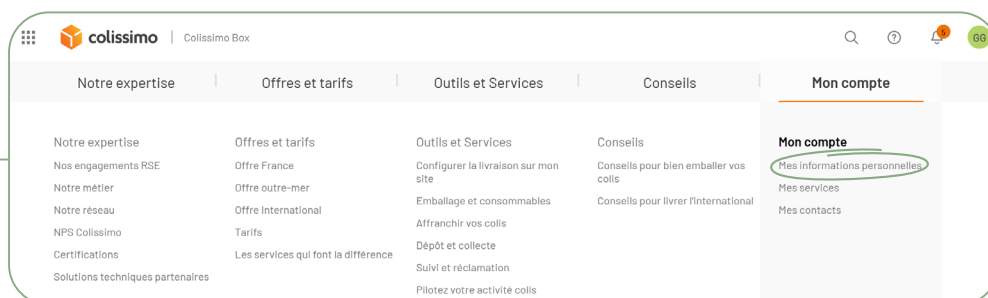 colissimo
Colissimo Box
5
GG
Notre expertise
Offres et tarifs
Outils et Services
Conseils
Mon compte
Notre expertise
Nos engagements RSE
Notre métier
Notre réseau
NPS Colissimo
Certifications
Solutions techniques partenaires
Offres et tarifs
Offre France
Offre outre-mer
Offre International
Tarifs
Les services qui font la différence
Outils et Services
Configurer la livraison sur mon
site
Emballage et consommables
Affranchir vos colis
Dépôt et collecte
Suivi et réclamation
Pilotez votre activité colis
Conseils
Conseils pour bien emballer vos
colis
Conseils pour livrer l'international
Mon compte
Mes informations personnelles
Mes services
Mes contacts